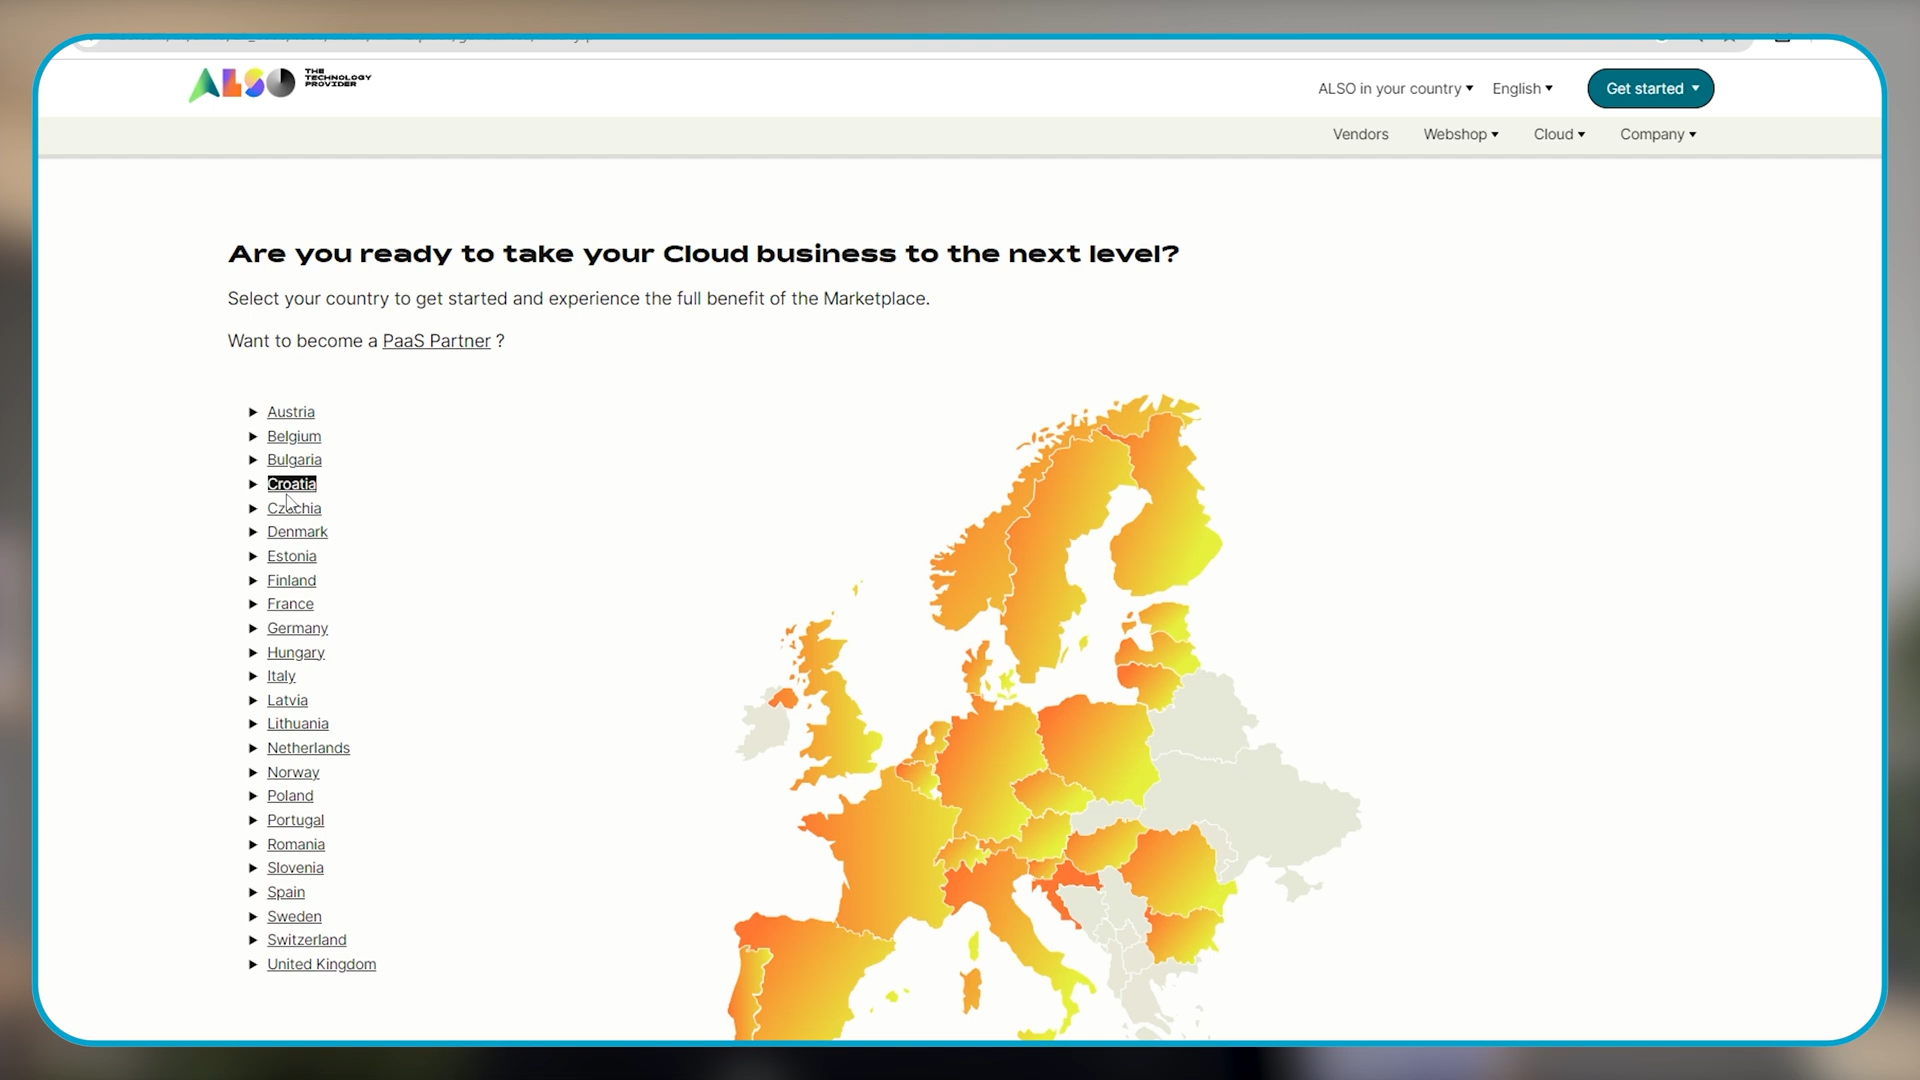 ALSO THE TECHNOLOGY PROVIDER
ALSO in your country
English
Get started
Vendors
Webshop
Cloud
Company
Are you ready to take your Cloud business to the next level?
Select your country to get started and experience the full benefit of the Marketplace.
Want to become a PaaS Partner ?
Austria
Belgium
Bulgaria
Croatia
Czechia
Denmark
Estonia
Finland
France
Germany
Hungary
Italy
Latvia
Lithuania
Netherlands
Norway
Poland
Portugal
Romania
Slovenia
Spain
Sweden
Switzerland
United Kingdom